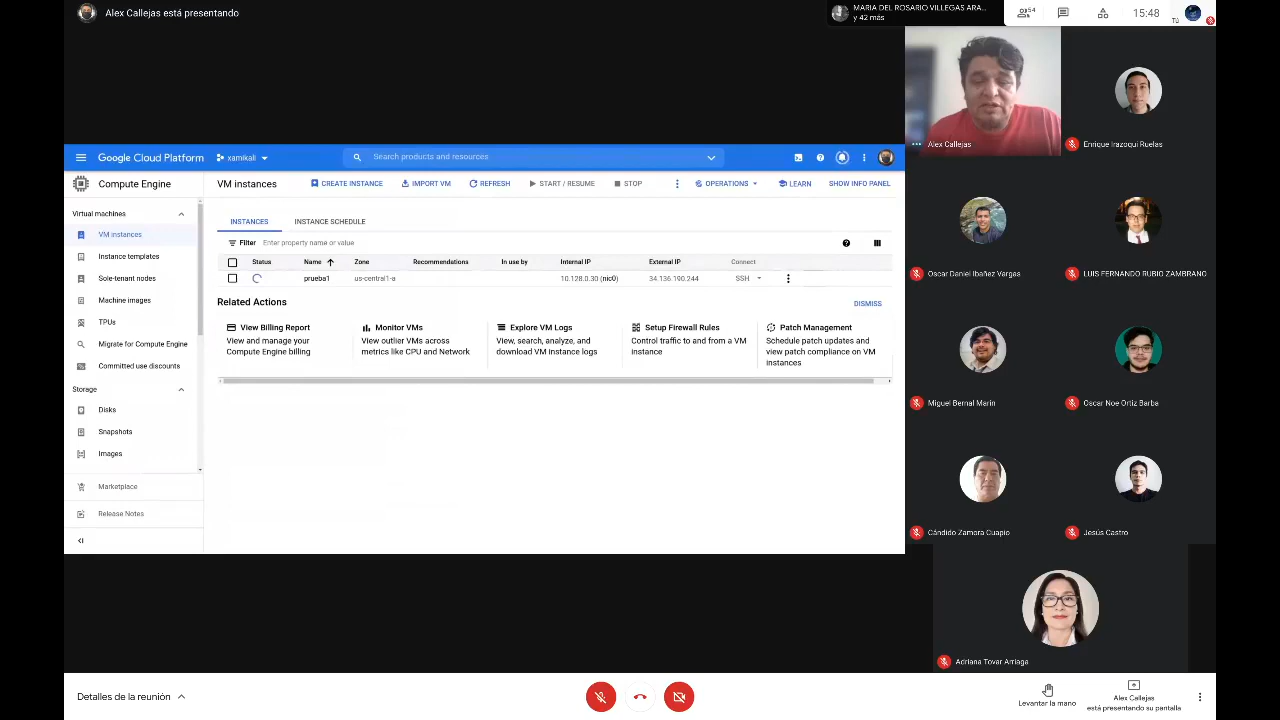 Alex Callejas está presentando
MARIA DEL ROSARIO VILLEGAS ARA...
y 42 más
54
15:48
Tú
Google Cloud Platform
xamikali
Search products and resources
Compute Engine
VM instances
CREATE INSTANCE
IMPORT VM
REFRESH
START / RESUME
STOP
OPERATIONS
LEARN
SHOW INFO PANEL
Virtual machines
VM instances
Instance templates
Sole-tenant nodes
Machine images
TPUs
Migrate for Compute Engine
Committed use discounts
Storage
Disks
Snapshots
Images
Marketplace
Release Notes
INSTANCES
INSTANCE SCHEDULE
Filter Enter property name or value
Status Name Zone Recommendations In use by Internal IP External IP Connect
prueba1 us-central1-a 10.128.0.30 (nic0) 34.136.190.244 SSH
Related Actions
DISMISS
View Billing Report
View and manage your
Compute Engine billing
Monitor VMs
View outlier VMs across
metrics like CPU and Network
Explore VM Logs
View, search, analyze, and
download VM instance logs
Setup Firewall Rules
Control traffic to and from a VM
instance
Patch Management
Schedule patch updates and
view patch compliance on VM
instances
Alex Callejas
Enrique Irazoqui Ruelas
Oscar Daniel Ibañez Vargas
LUIS FERNANDO RUBIO ZAMBRANO
Miguel Bernal Marin
Oscar Noe Ortiz Barba
Cándido Zamora Cuapio
Jesús Castro
Adriana Tovar Arriaga
Detalles de la reunión
Levantar la mano
Alex Callejas
está presentando su pantalla